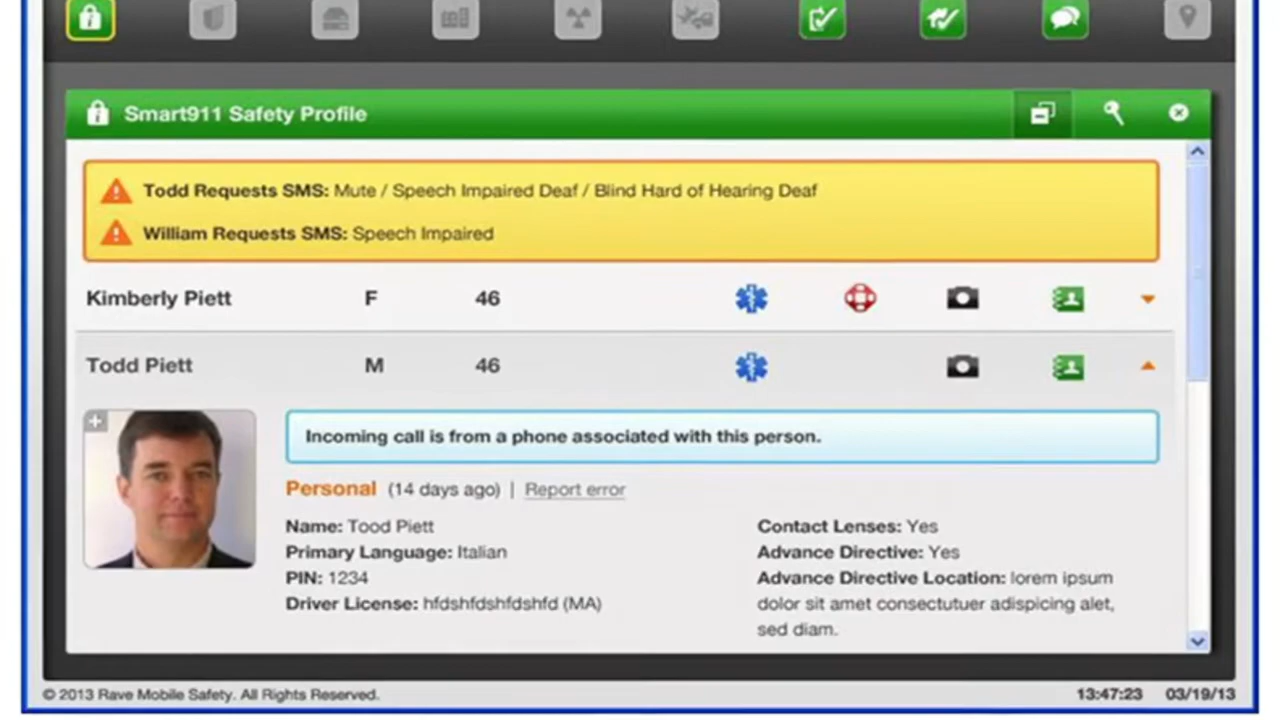 Smart911 Safety Profile
Todd Requests SMS: Mute / Speech Impaired Deaf / Blind Hard of Hearing Deaf
William Requests SMS: Speech Impaired
Kimberly Piett F 46
Todd Piett M 46
Incoming call is from a phone associated with this person.
Personal (14 days ago) | Report error
Name: Tood Piett
Primary Language: Italian
PIN: 1234
Driver License: hfdshfdshfdshfd (MA)
Contact Lenses: Yes
Advance Directive: Yes
Advance Directive Location: lorem ipsum
dolor sit amet consectutuer adispicing alet,
sed diam.
© 2013 Rave Mobile Safety. All Rights Reserved.
13:47:23 03/19/13